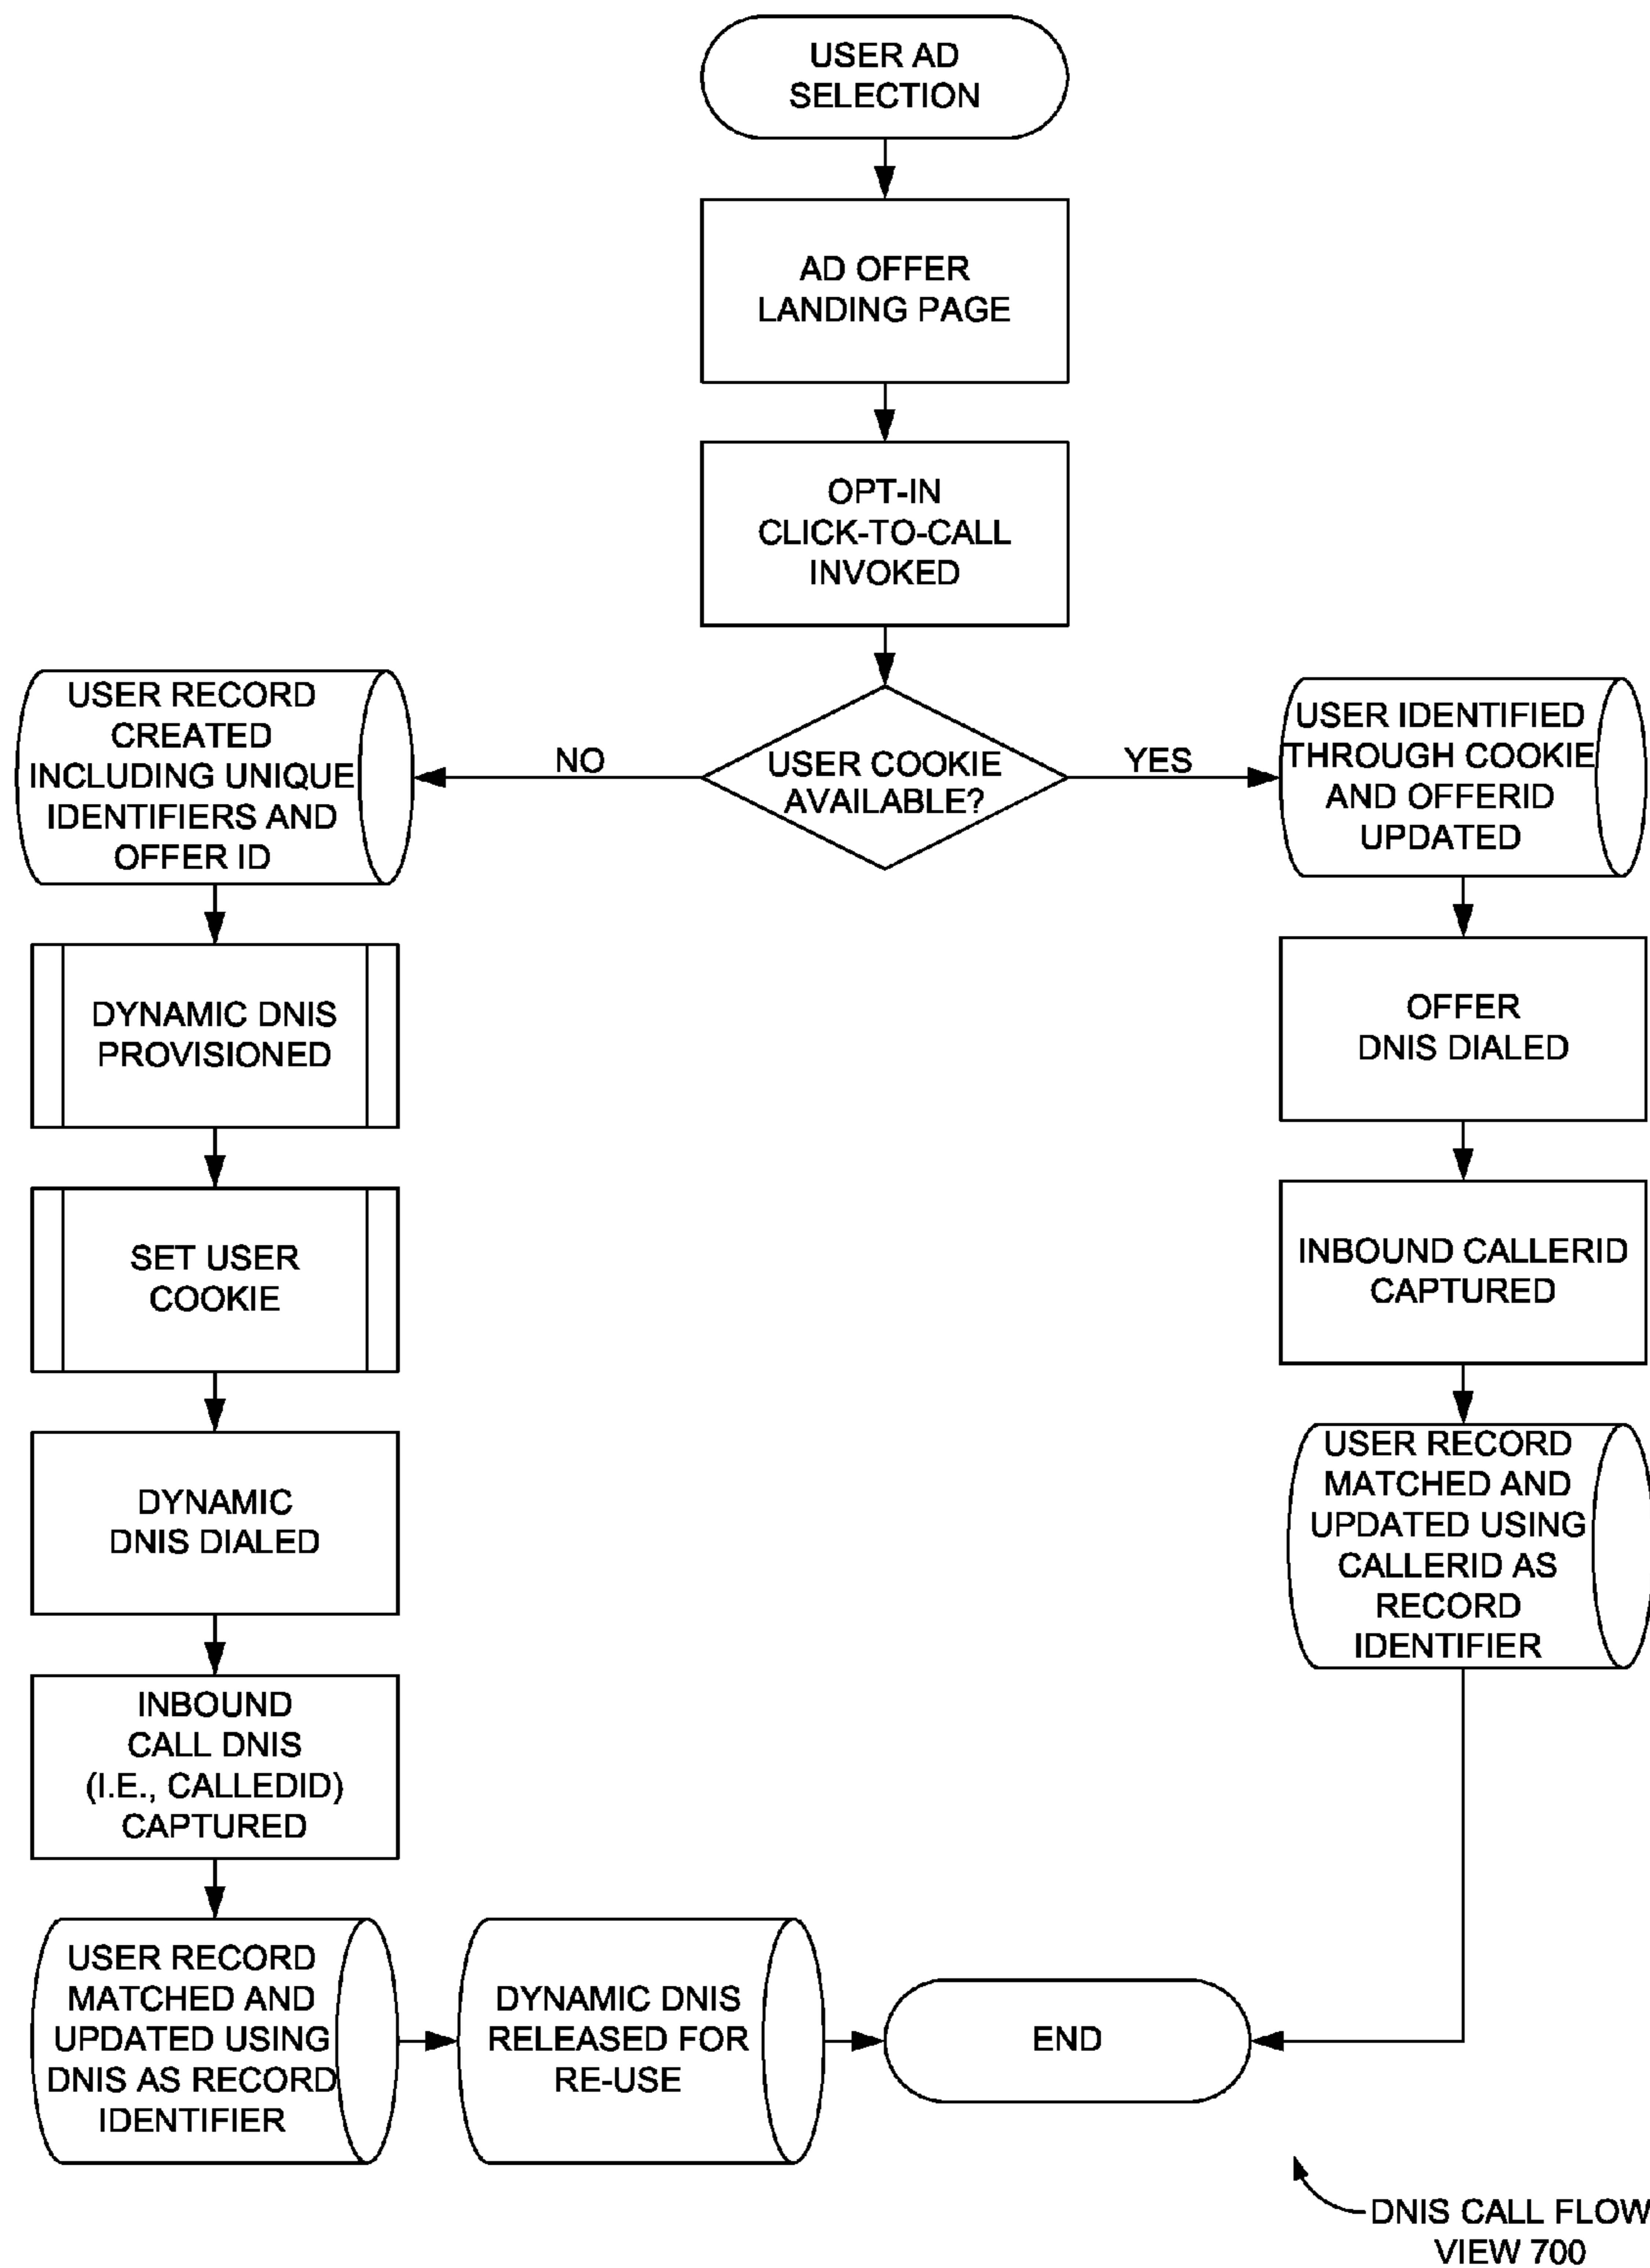 USER AD
SELECTION
AD OFFER
LANDING PAGE
OPT-IN
CLICK-TO-CALL
INVOKED
USER COOKIE
AVAILABLE?
NO
YES
USER RECORD
CREATED
INCLUDING UNIQUE
IDENTIFIERS AND
OFFER ID
DYNAMIC DNIS
PROVISIONED
SET USER
COOKIE
DYNAMIC
DNIS DIALED
INBOUND
CALL DNIS
(I.E., CALLEDID)
CAPTURED
USER RECORD
MATCHED AND
UPDATED USING
DNIS AS RECORD
IDENTIFIER
DYNAMIC DNIS
RELEASED FOR
RE-USE
USER IDENTIFIED
THROUGH COOKIE
AND OFFERID
UPDATED
OFFER
DNIS DIALED
INBOUND CALLERID
CAPTURED
USER RECORD
MATCHED AND
UPDATED USING
CALLERID AS
RECORD
IDENTIFIER
END
DNIS CALL FLOW
VIEW 700